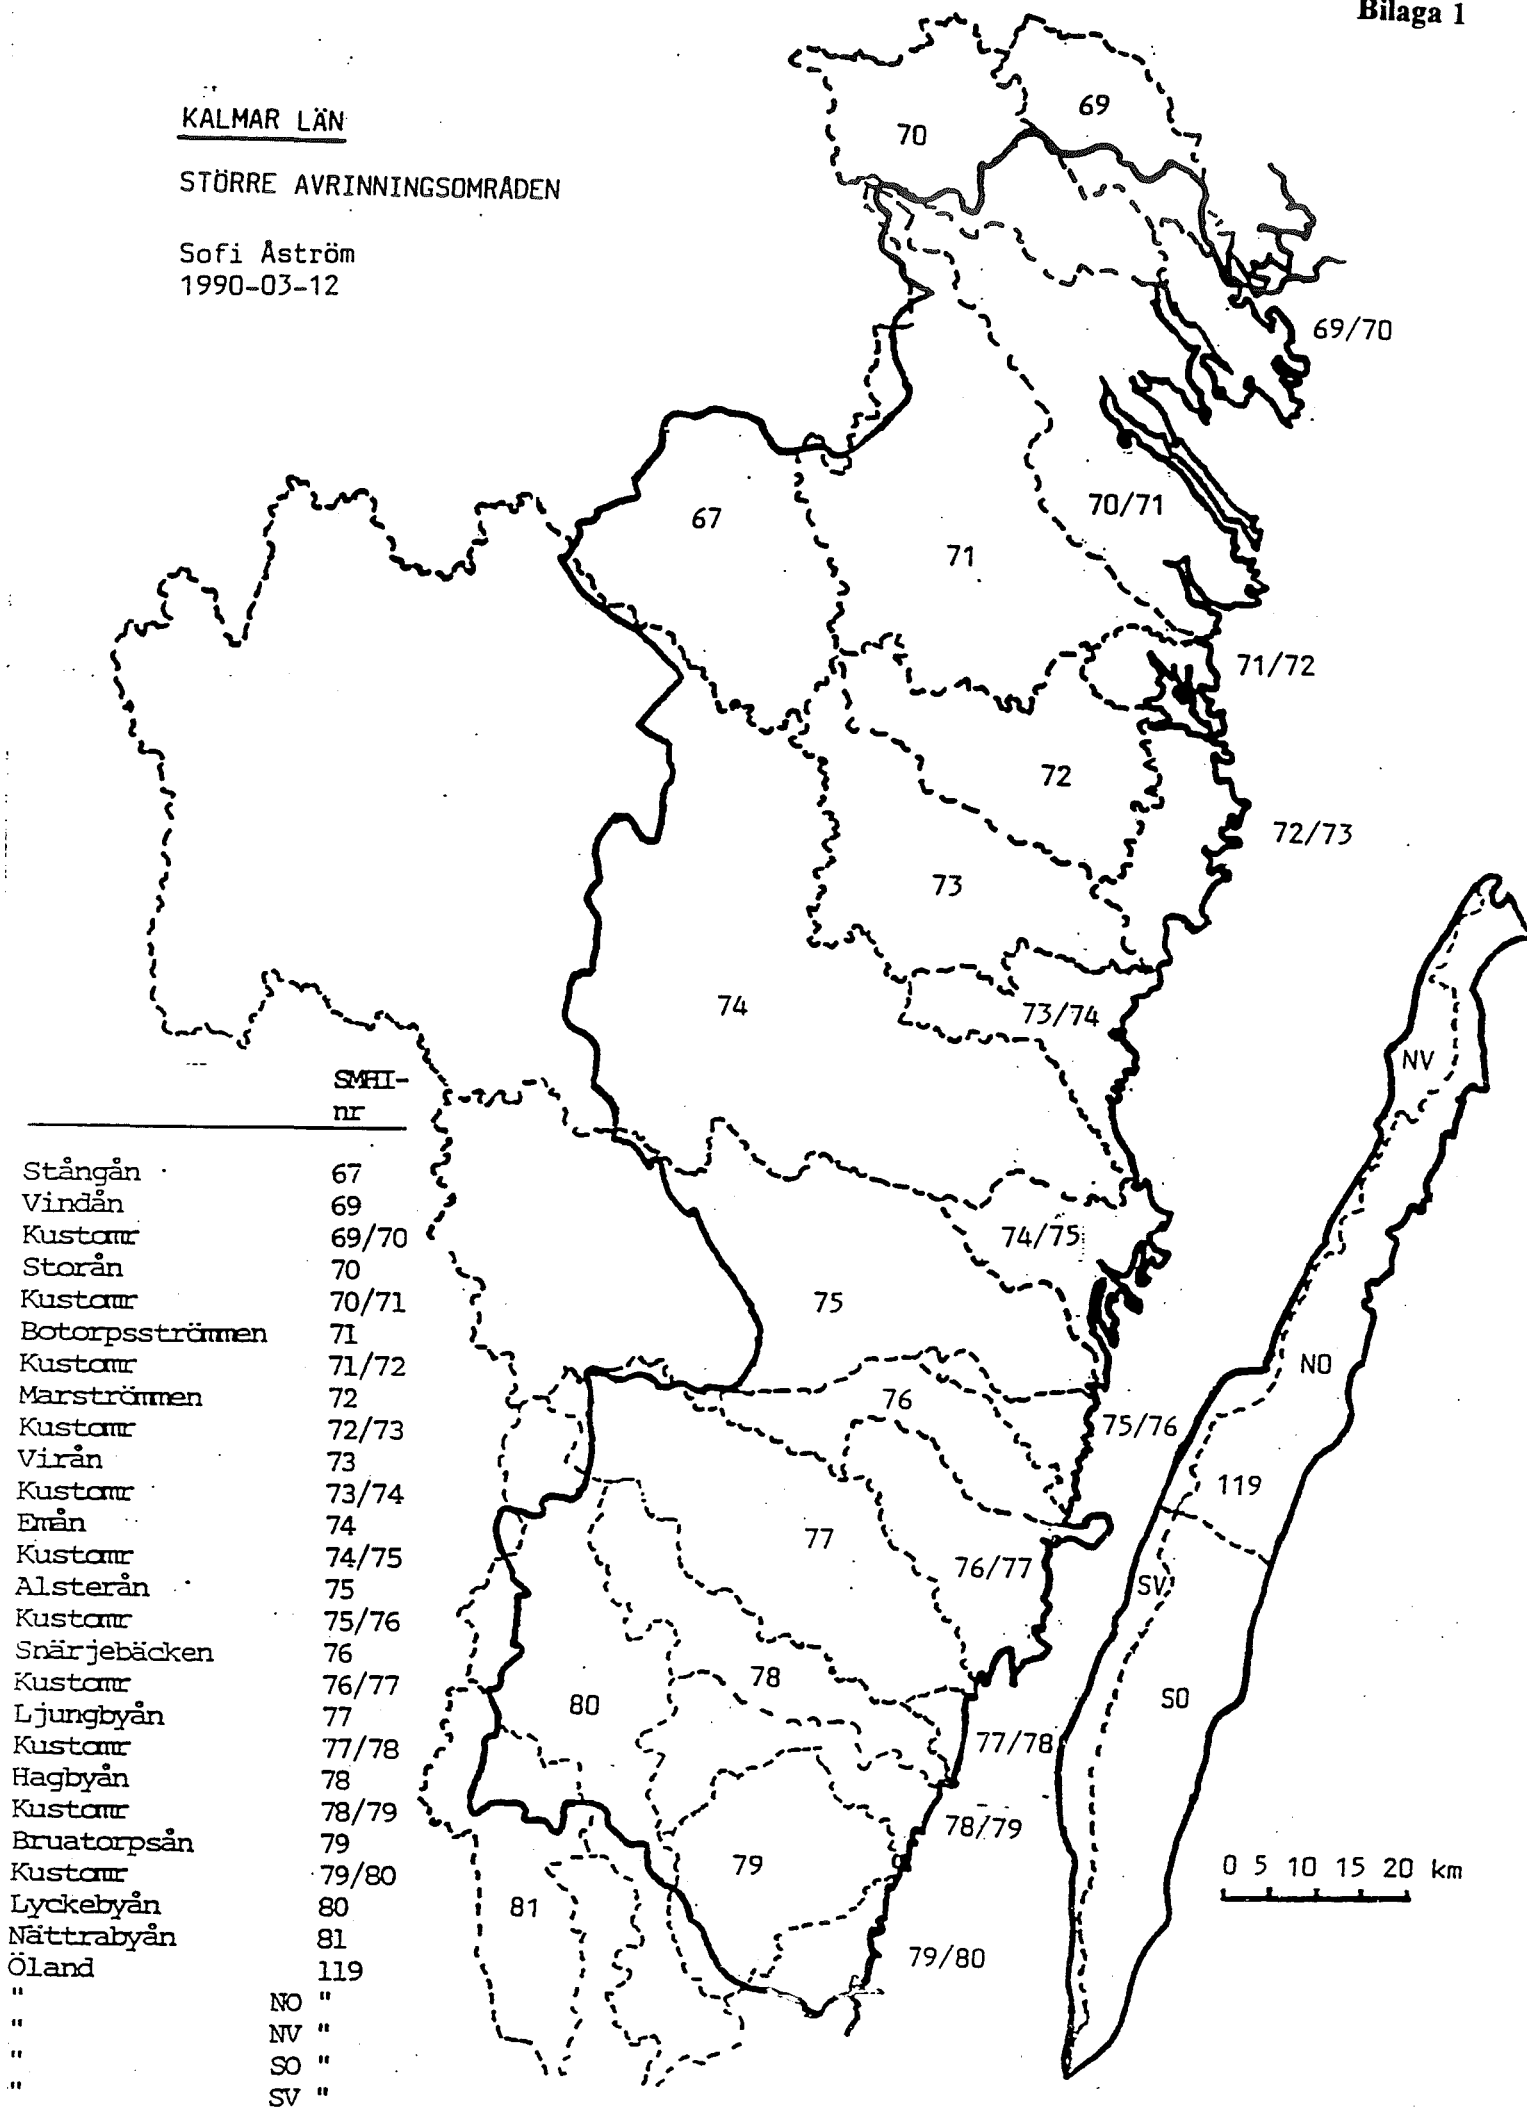 Bilaga 1
KALMAR LÄN
STÖRRE AVRINNINGSOMRÅDEN
Sofi Åström
1990-03-12
69
70
69/70
67
70/71
71
71/72
72
72/73
73
74
73/74
NV
74/75
75
NO
76
75/76
119
77
76/77
SV
78
80
SO
77/78
78/79
79
81
79/80
0 5 10 15 20 km
SMHI-
nr
Stångån 67
Vindån 69
Kustomr 69/70
Storån 70
Kustomr 70/71
Botorpsströmmen 71
Kustomr 71/72
Marströmmen 72
Kustomr 72/73
Virån 73
Kustomr 73/74
Emån 74
Kustomr 74/75
Alsterån 75
Kustomr 75/76
Snärjebäcken 76
Kustomr 76/77
Ljungbyån 77
Kustomr 77/78
Hagbyån 78
Kustomr 78/79
Bruatorpsån 79
Kustomr 79/80
Lyckebyån 80
Nättrabyån 81
Öland 119
" NO "
" NV "
" SO "
" SV "